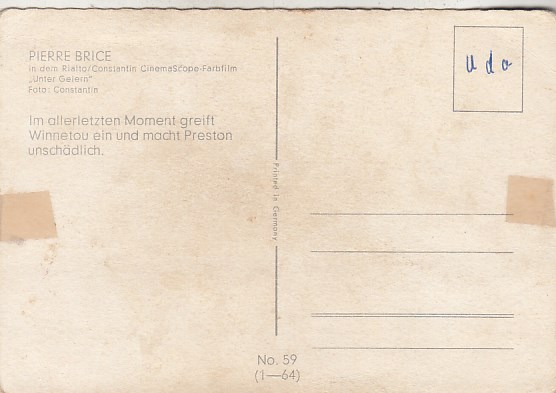 PIERRE BRICE
in dem Rialto/Constantin CinemaScope-Farbfilm
„Unter Geiern“
Foto: Constantin
Im allerletzten Moment greift
Winnetou ein und macht Preston
unschädlich.
Printed in Germany
Udo
No. 59
(1—64)